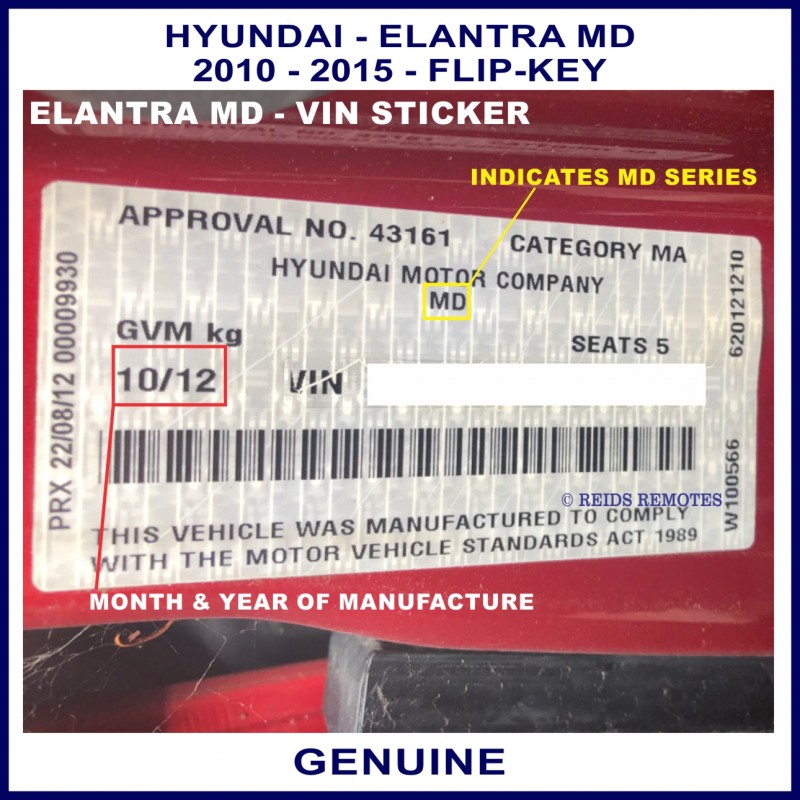 HYUNDAI - ELANTRA MD
2010 - 2015 - FLIP-KEY
ELANTRA MD - VIN STICKER
INDICATES MD SERIES
APPROVAL NO. 43161 CATEGORY MA
HYUNDAI MOTOR COMPANY
MD
GVM kg SEATS 5
10/12 VIN
PRX 22/08/12 00009930
620121210
W100566
© REIDS REMOTES
THIS VEHICLE WAS MANUFACTURED TO COMPLY
WITH THE MOTOR VEHICLE STANDARDS ACT 1989
MONTH & YEAR OF MANUFACTURE
GENUINE